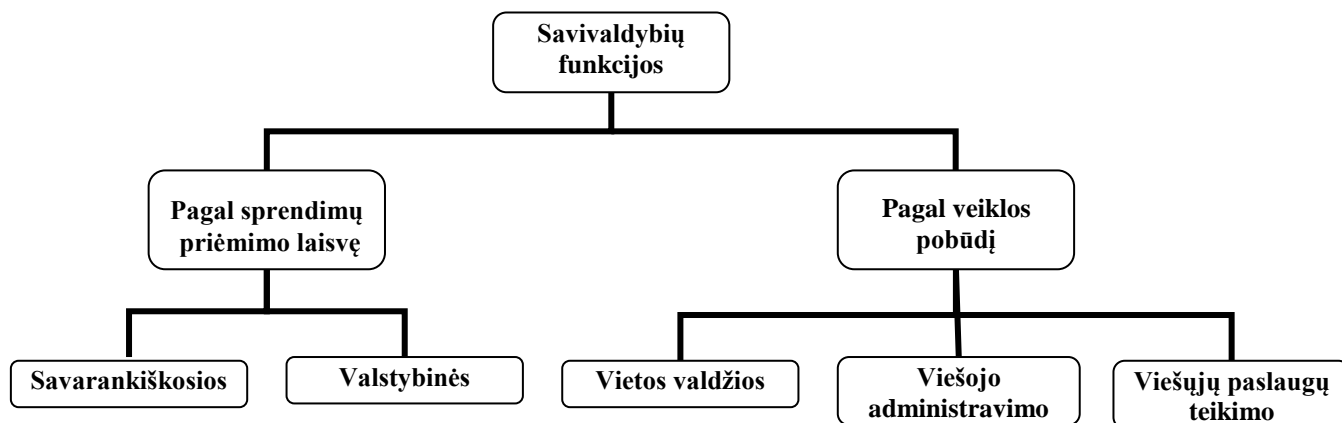 Savivaldybių
funkcijos
Pagal sprendimų
priėmimo laisvę
Pagal veiklos
pobūdį
Savarankiškosios
Valstybinės
Vietos valdžios
Viešojo
administravimo
Viešųjų paslaugų
teikimo